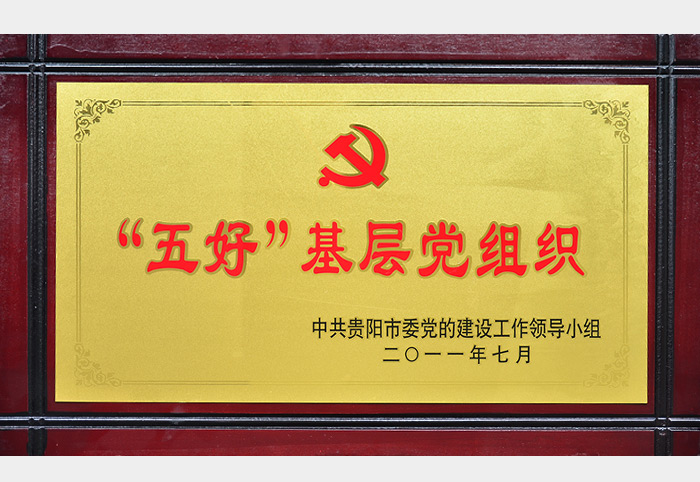 “五好”基层党组织
中共贵阳市委党的建设工作领导小组
二〇一一年七月